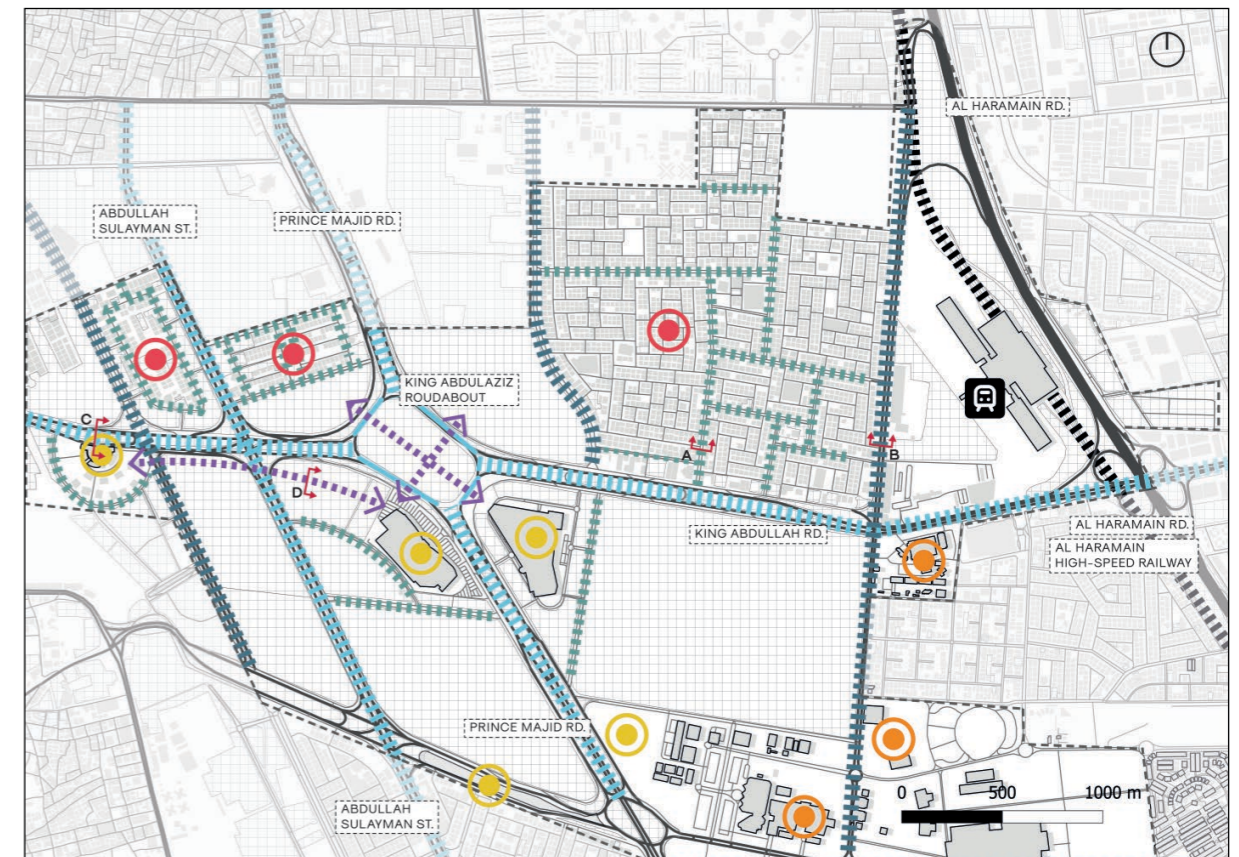 AL HARAMAIN RD.
ABDULLAH
SULAYMAN ST.
PRINCE MAJID RD.
KING ABDULAZIZ
ROUDABOUT
C
A
B
D
KING ABDULLAH RD.
AL HARAMAIN RD.
AL HARAMAIN
HIGH-SPEED RAILWAY
PRINCE MAJID RD.
ABDULLAH
SULAYMAN ST.
0 500 1000 m